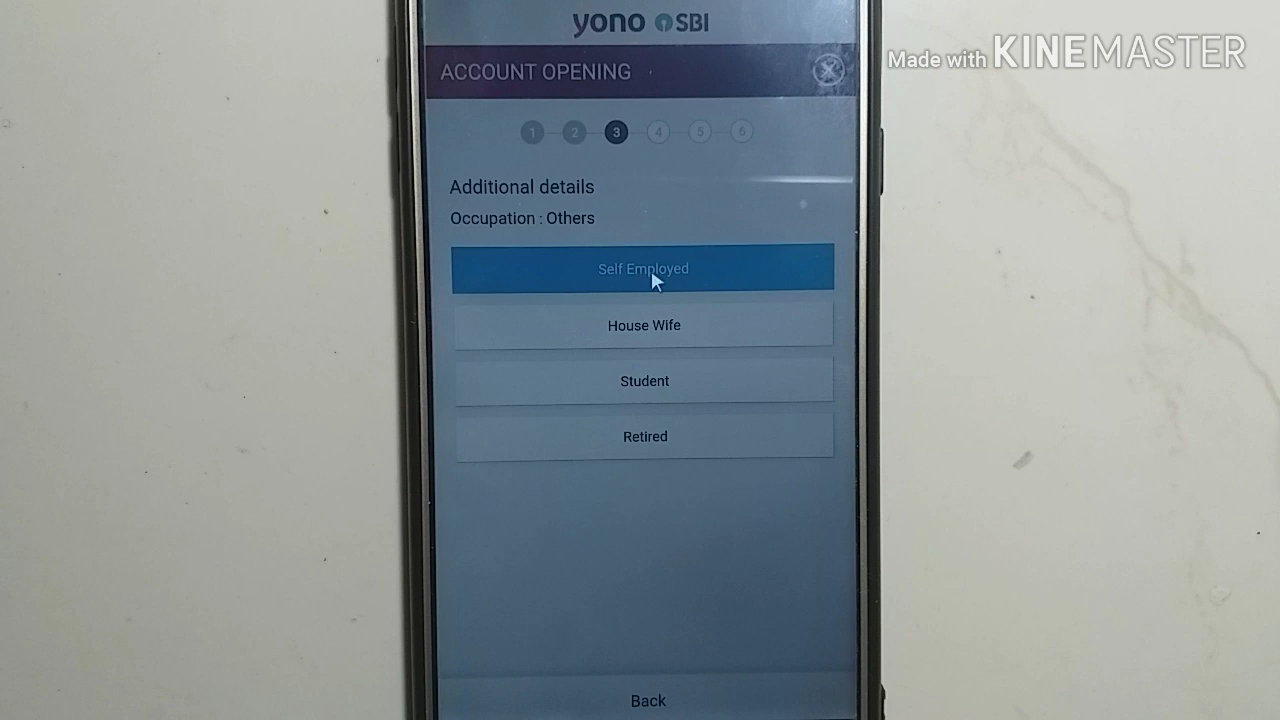 yono SBI
Made with KINEMASTER
ACCOUNT OPENING
1 2 3 4 5 6
Additional details
Occupation : Others
Self Employed
House Wife
Student
Retired
Back